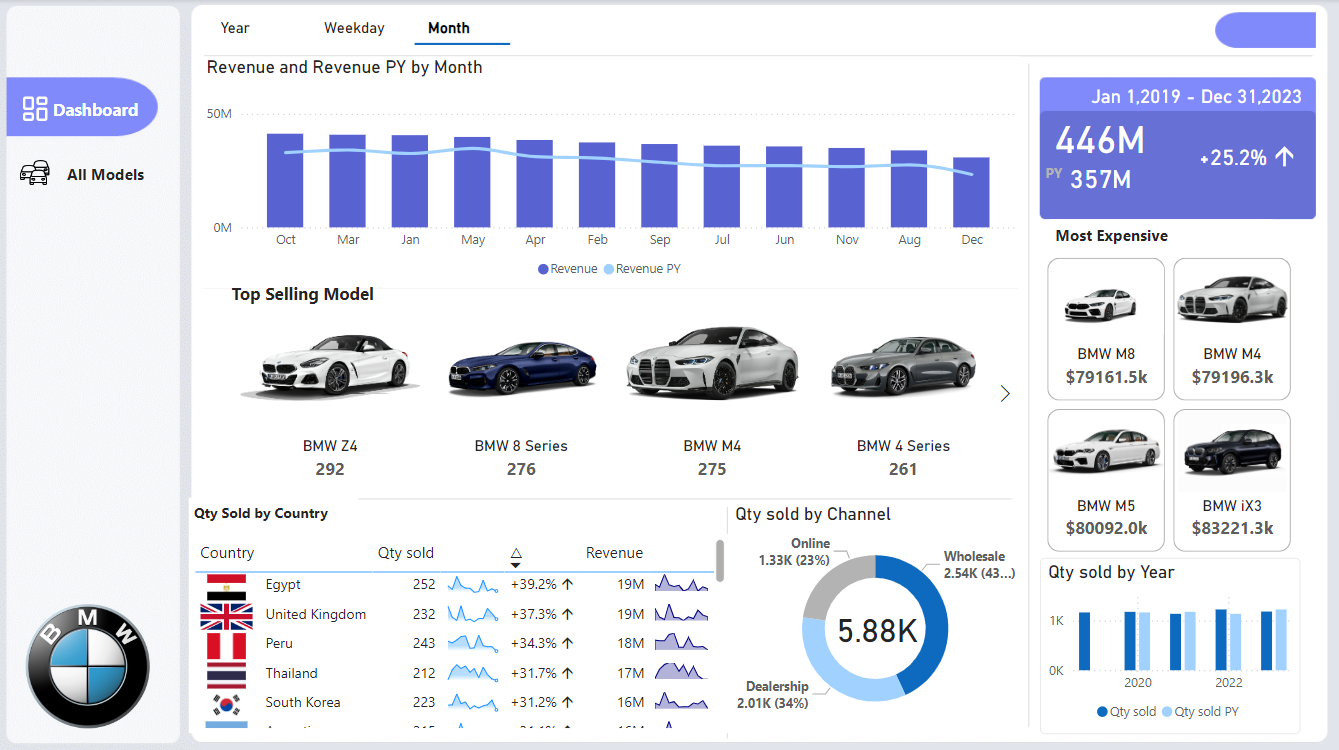 Year Weekday Month
Dashboard
All Models
B M W
Revenue and Revenue PY by Month
50M
0M
Oct Mar Jan May Apr Feb Sep Jul Jun Nov Aug Dec
Revenue Revenue PY
Jan 1,2019 - Dec 31,2023
446M
PY 357M
+25.2%
Top Selling Model
BMW Z4 BMW 8 Series BMW M4 BMW 4 Series
292 276 275 261
Most Expensive
BMW M8 BMW M4
$79161.5k $79196.3k
BMW M5 BMW iX3
$80092.0k $83221.3k
Qty Sold by Country
Country Qty sold △ Revenue
Egypt 252 +39.2% ↑ 19M
United Kingdom 232 +37.3% ↑ 19M
Peru 243 +34.3% ↑ 18M
Thailand 212 +31.7% ↑ 17M
South Korea 223 +31.2% ↑ 16M
Qty sold by Channel
Online
1.33K (23%)
Wholesale
2.54K (43...)
5.88K
Dealership
2.01K (34%)
Qty sold by Year
1K
0K
2020 2022
Qty sold Qty sold PY